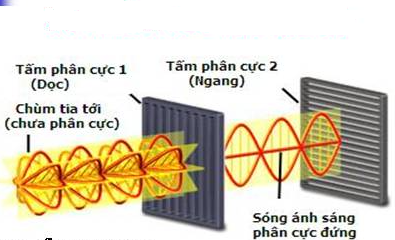 Tấm phân cực 1
(Dọc)
Tấm phân cực 2
(Ngang)
Chùm tia tới
(chưa phân cực)
Sóng ánh sáng
phân cực đứng